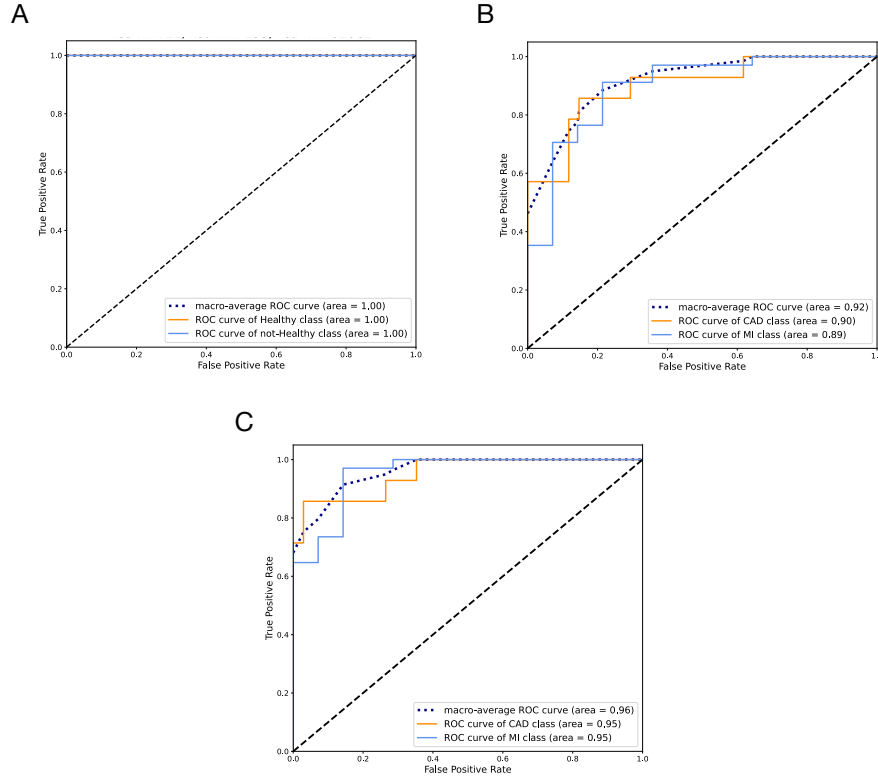 A
1.0
0.8
0.6
0.4
0.2
0.0
True Positive Rate
macro-average ROC curve (area = 1.00)
ROC curve of Healthy class (area = 1.00)
ROC curve of not-Healthy class (area = 1.00)
0.0 0.2 0.4 0.6 0.8 1.0
False Positive Rate
B
1.0
0.8
0.6
0.4
0.2
0.0
True Positive Rate
macro-average ROC curve (area = 0.92)
ROC curve of CAD class (area = 0.90)
ROC curve of MI class (area = 0.89)
0.0 0.2 0.4 0.6 0.8
False Positive Rate
C
1.0
0.8
0.6
0.4
0.2
0.0
True Positive Rate
macro-average ROC curve (area = 0.96)
ROC curve of CAD class (area = 0.95)
ROC curve of MI class (area = 0.95)
0.0 0.2 0.4 0.6 0.8 1.0
False Positive Rate